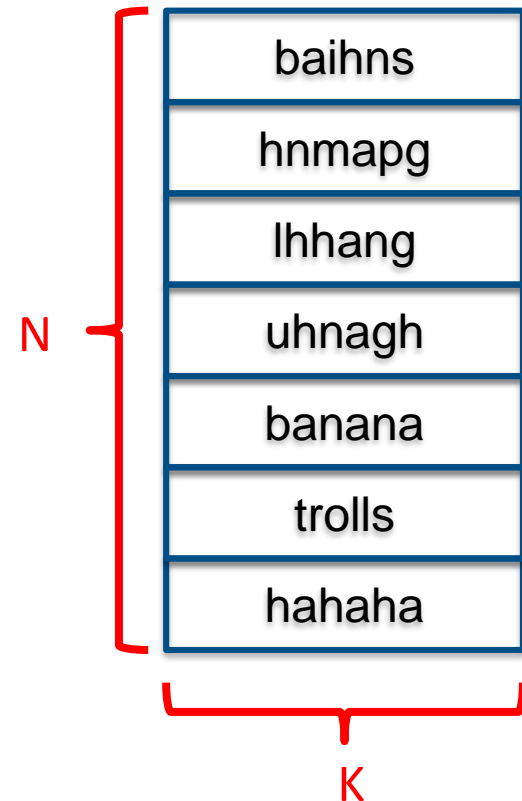 baihns
hnmapg
lhhang
N
uhnagh
banana
trolls
hahaha
K